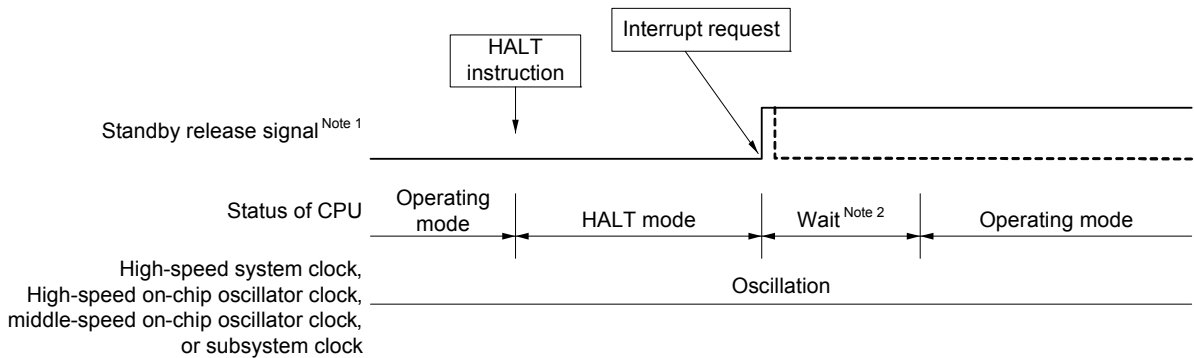 Interrupt request
HALT
instruction
Standby release signal Note 1
Status of CPU
Operating
mode
HALT mode
Wait Note 2
Operating mode
High-speed system clock,
High-speed on-chip oscillator clock,
middle-speed on-chip oscillator clock,
or subsystem clock
Oscillation